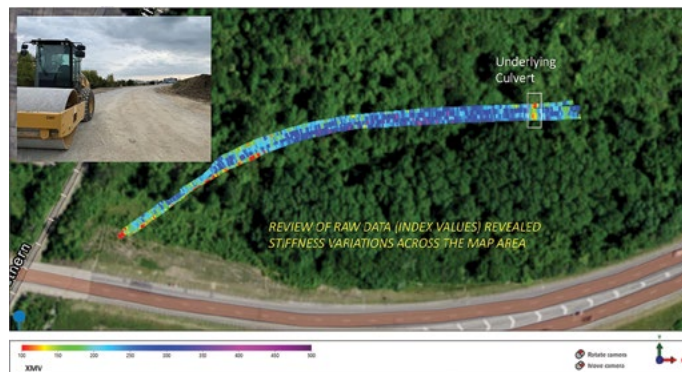 Underlying
Culvert
REVIEW OF RAW DATA (INDEX VALUES) REVEALED
STIFFNESS VARIATIONS ACROSS THE MAP AREA
100 150 200 250 300 350 400 450 500
XMV
Rotate camera
Move camera